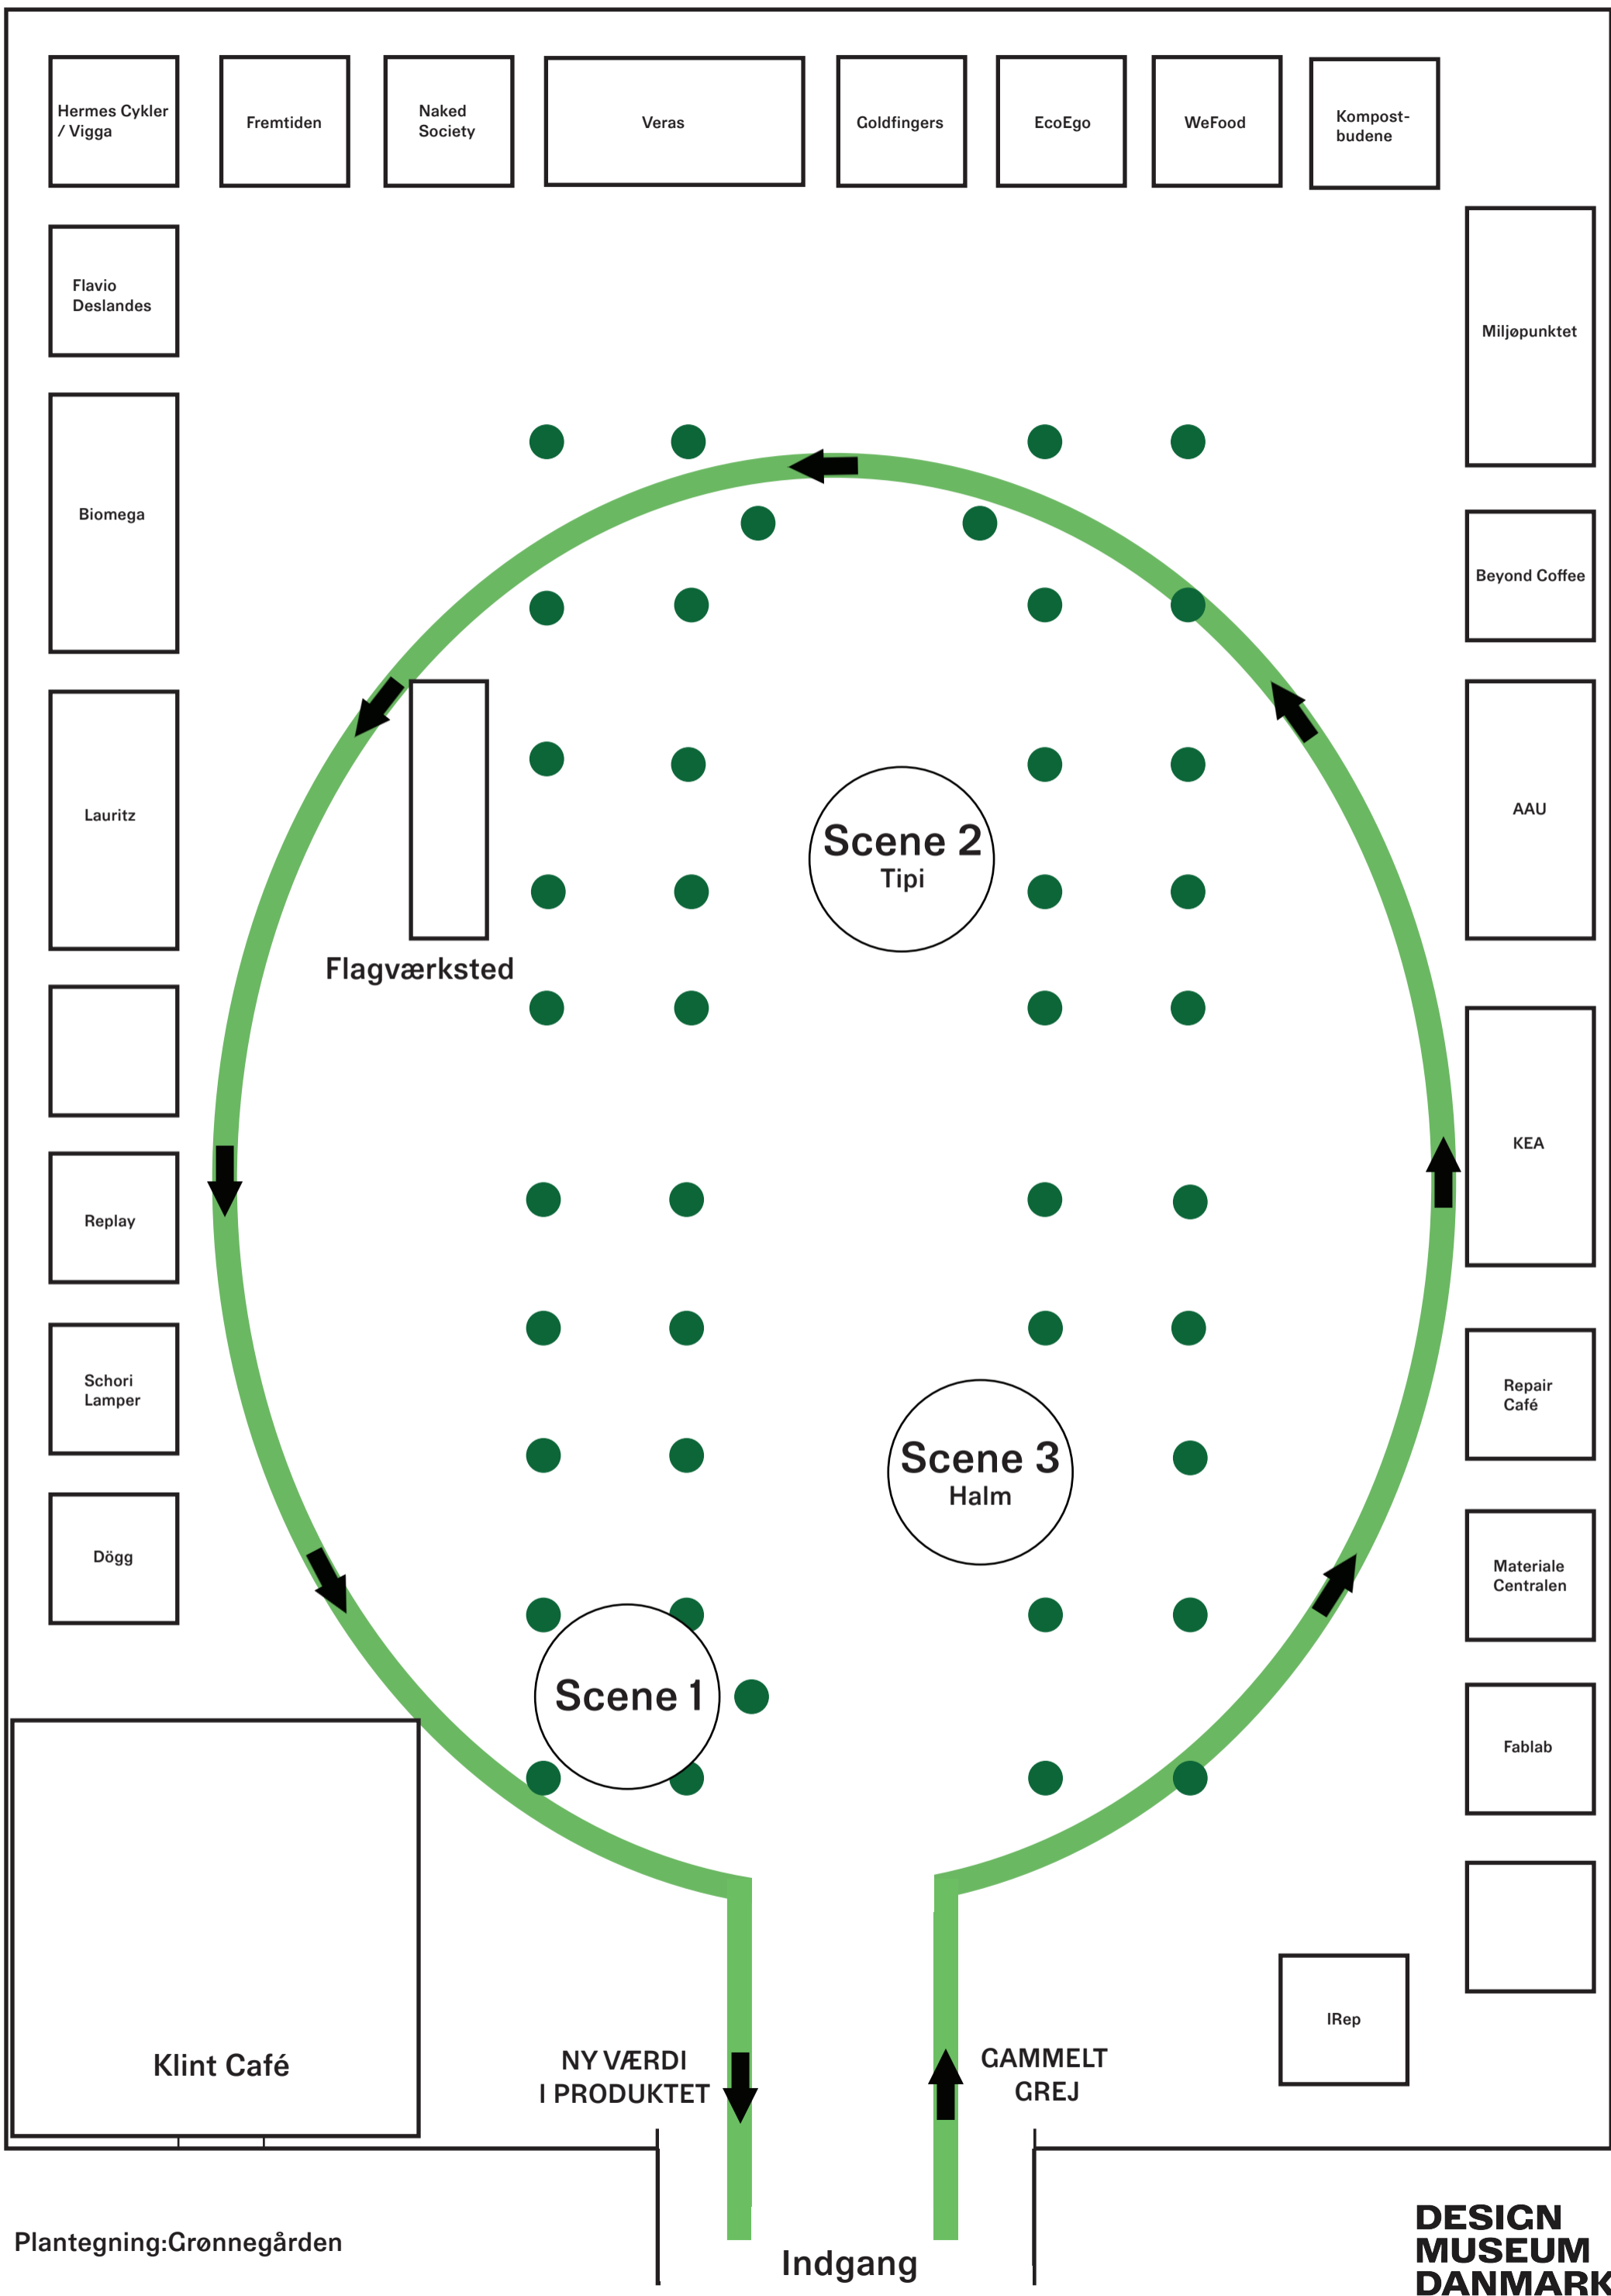 Hermes Cykler
/ Vigga
Fremtiden
Naked
Society
Veras
Goldfingers
EcoEgo
WeFood
Kompost-
budene
Flavio
Deslandes
Miljøpunktet
Biomega
Beyond Coffee
Lauritz
AAU
Scene 2
Tipi
Flagværksted
KEA
Replay
Schori
Lamper
Repair
Café
Scene 3
Halm
Dögg
Materiale
Centralen
Scene 1
Fablab
IRep
Klint Café
NY VÆRDI
I PRODUKTET
GAMMELT
GREJ
Plantegning:Grønnegården
Indgang
DESIGN
MUSEUM
DANMARK